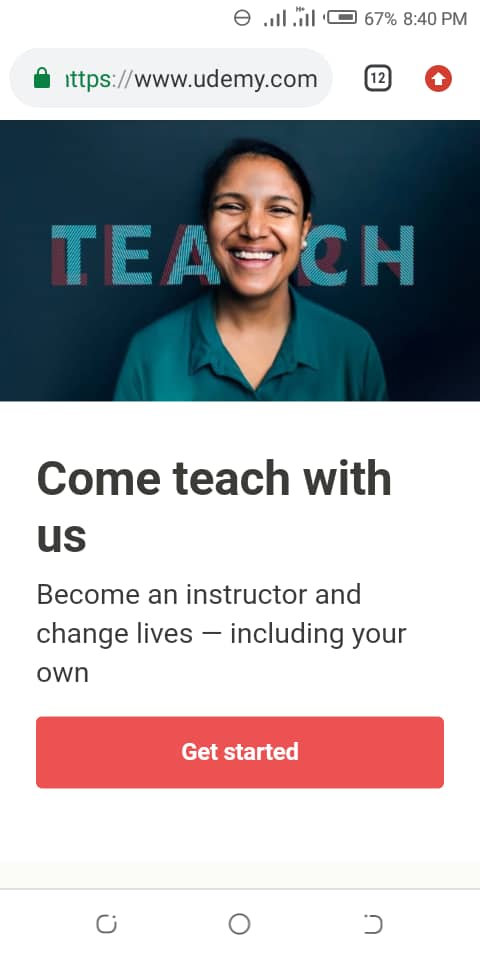 67% 8:40 PM
ttps://www.udemy.com
12
TEACH
Come teach with
us
Become an instructor and
change lives — including your
own
Get started